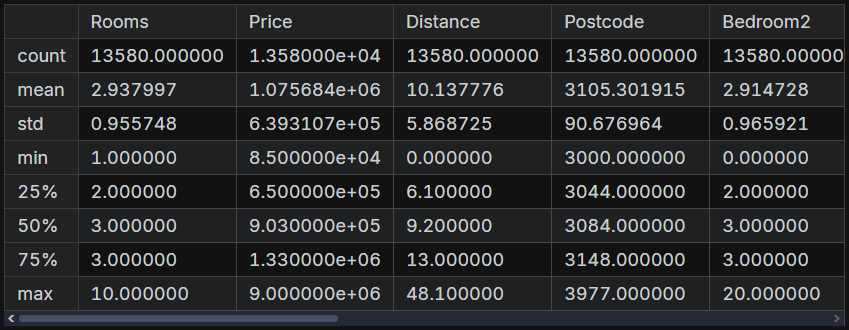 Rooms Price Distance Postcode Bedroom2
count 13580.000000 1.358000e+04 13580.000000 13580.000000 13580.00000
mean 2.937997 1.075684e+06 10.137776 3105.301915 2.914728
std 0.955748 6.393107e+05 5.868725 90.676964 0.965921
min 1.000000 8.500000e+04 0.000000 3000.000000 0.000000
25% 2.000000 6.500000e+05 6.100000 3044.000000 2.000000
50% 3.000000 9.030000e+05 9.200000 3084.000000 3.000000
75% 3.000000 1.330000e+06 13.000000 3148.000000 3.000000
max 10.000000 9.000000e+06 48.100000 3977.000000 20.000000